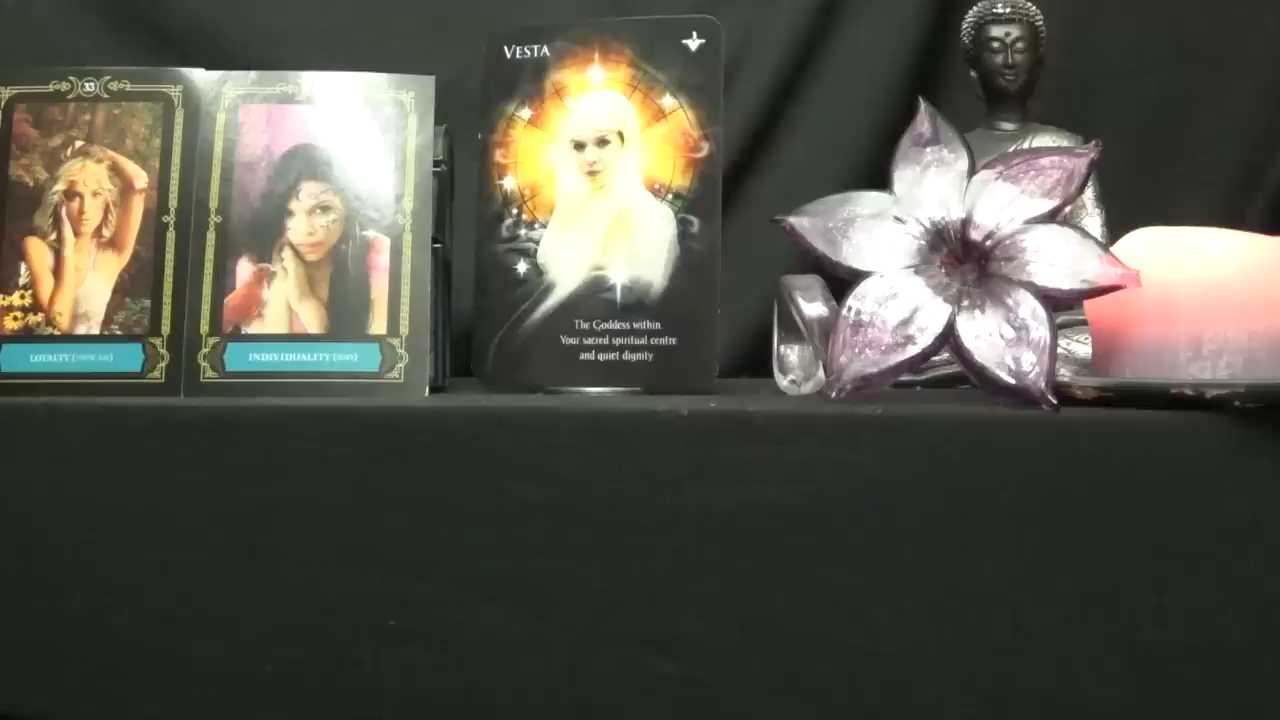 33
LOYALTY
INDIVIDUALITY
VESTA
The Goddess within.
Your sacred spiritual centre
and quiet dignity